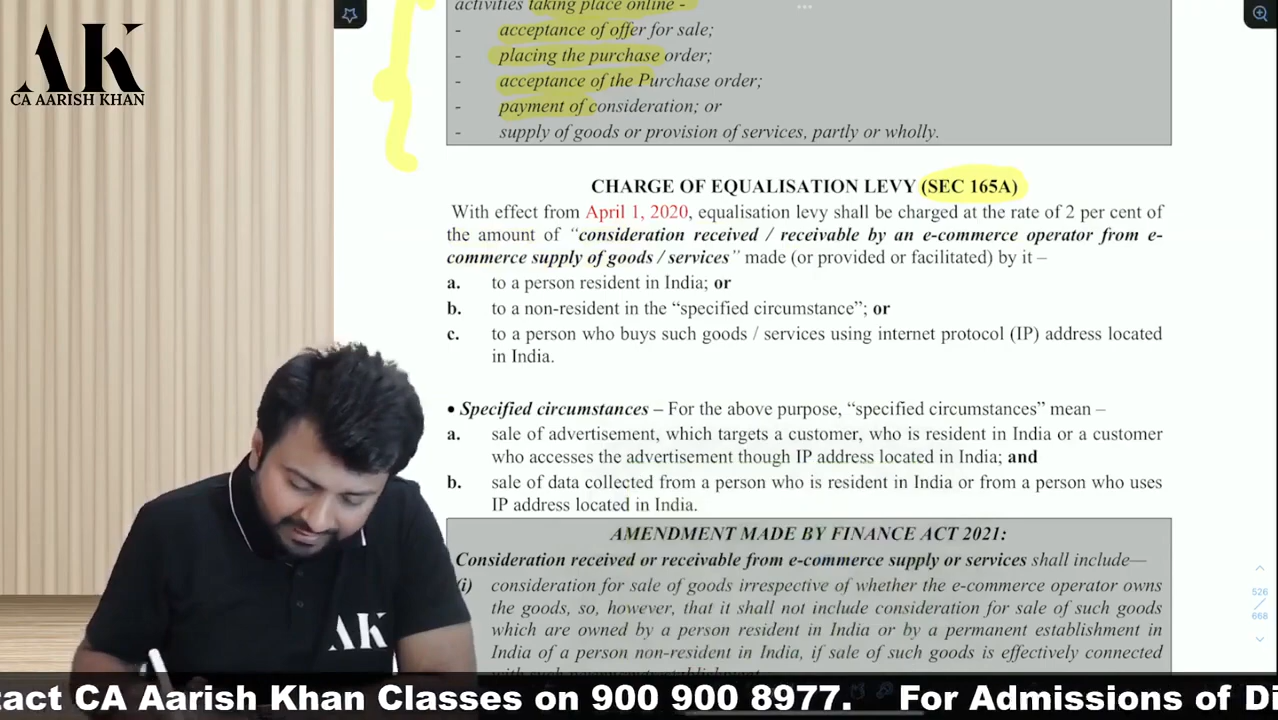 AK
CA AARISH KHAN
activities taking place online -
- acceptance of offer for sale;
- placing the purchase order;
- acceptance of the Purchase order;
- payment of consideration; or
- supply of goods or provision of services, partly or wholly.
CHARGE OF EQUALISATION LEVY (SEC 165A)
With effect from April 1, 2020, equalisation levy shall be charged at the rate of 2 per cent of
the amount of “consideration received / receivable by an e-commerce operator from e-
commerce supply of goods / services” made (or provided or facilitated) by it –
a. to a person resident in India; or
b. to a non-resident in the “specified circumstance”; or
c. to a person who buys such goods / services using internet protocol (IP) address located
in India.
• Specified circumstances – For the above purpose, “specified circumstances” mean –
a. sale of advertisement, which targets a customer, who is resident in India or a customer
who accesses the advertisement though IP address located in India; and
b. sale of data collected from a person who is resident in India or from a person who uses
IP address located in India.
AMENDMENT MADE BY FINANCE ACT 2021:
Consideration received or receivable from e-commerce supply or services shall include—
(i) consideration for sale of goods irrespective of whether the e-commerce operator owns
the goods, so, however, that it shall not include consideration for sale of such goods
which are owned by a person resident in India or by a permanent establishment in
India of a person non-resident in India, if sale of such goods is effectively connected
526
/
668
AK
tact CA Aarish Khan Classes on 900 900 8977. For Admissions of Di